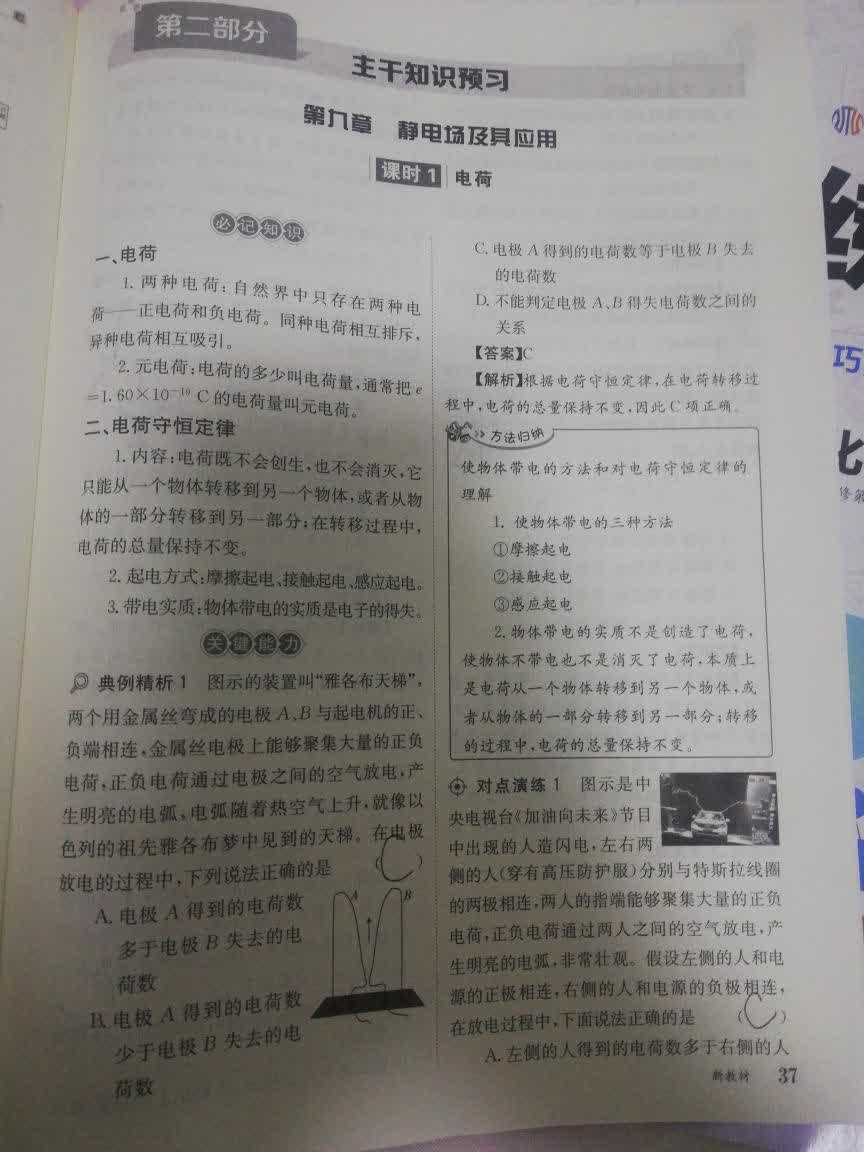 第二部分
主干知识预习
第九章 静电场及其应用
课时1 电荷
必记知识
一、电荷
1. 两种电荷:自然界中只存在两种电
荷——正电荷和负电荷。同种电荷相互排斥,
异种电荷相互吸引。
2. 元电荷:电荷的多少叫电荷量,通常把 e
=1.60×10⁻¹⁹ C 的电荷量叫元电荷。
二、电荷守恒定律
1. 内容:电荷既不会创生,也不会消灭,它
只能从一个物体转移到另一个物体,或者从物
体的一部分转移到另一部分;在转移过程中,
电荷的总量保持不变。
2. 起电方式:摩擦起电、接触起电、感应起电。
3. 带电实质:物体带电的实质是电子的得失。
关键能力
典例精析 1 图示的装置叫“雅各布天梯”,
两个用金属丝弯成的电极 A、B 与起电机的正、
负端相连,金属丝电极上能够聚集大量的正负
电荷,正负电荷通过电极之间的空气放电,产
生明亮的电弧,电弧随着热空气上升,就像以
色列的祖先雅各布梦中见到的天梯。在电极
放电的过程中,下列说法正确的是 (C)
A. 电极 A 得到的电荷数
多于电极 B 失去的电
荷数
B. 电极 A 得到的电荷数
少于电极 B 失去的电
荷数
A B
C. 电极 A 得到的电荷数等于电极 B 失去
的电荷数
D. 不能判定电极 A、B 得失电荷数之间的
关系
【答案】C
【解析】根据电荷守恒定律,在电荷转移过
程中,电荷的总量保持不变,因此 C 项正确。
方法归纳
使物体带电的方法和对电荷守恒定律的
理解
1. 使物体带电的三种方法
①摩擦起电
②接触起电
③感应起电
2. 物体带电的实质不是创造了电荷,
使物体不带电也不是消灭了电荷,本质上
是电荷从一个物体转移到另一个物体,或
者从物体的一部分转移到另一部分;转移
的过程中,电荷的总量保持不变。
对点演练 1 图示是中
央电视台《加油向未来》节目
中出现的人造闪电,左右两
侧的人(穿有高压防护服)分别与特斯拉线圈
的两极相连,两人的指端能够聚集大量的正负
电荷,正负电荷通过两人之间的空气放电,产
生明亮的电弧,非常壮观。假设左侧的人和电
源的正极相连,右侧的人和电源的负极相连,
在放电过程中,下面说法正确的是 (C)
A. 左侧的人得到的电荷数多于右侧的人
新教材 37
巧